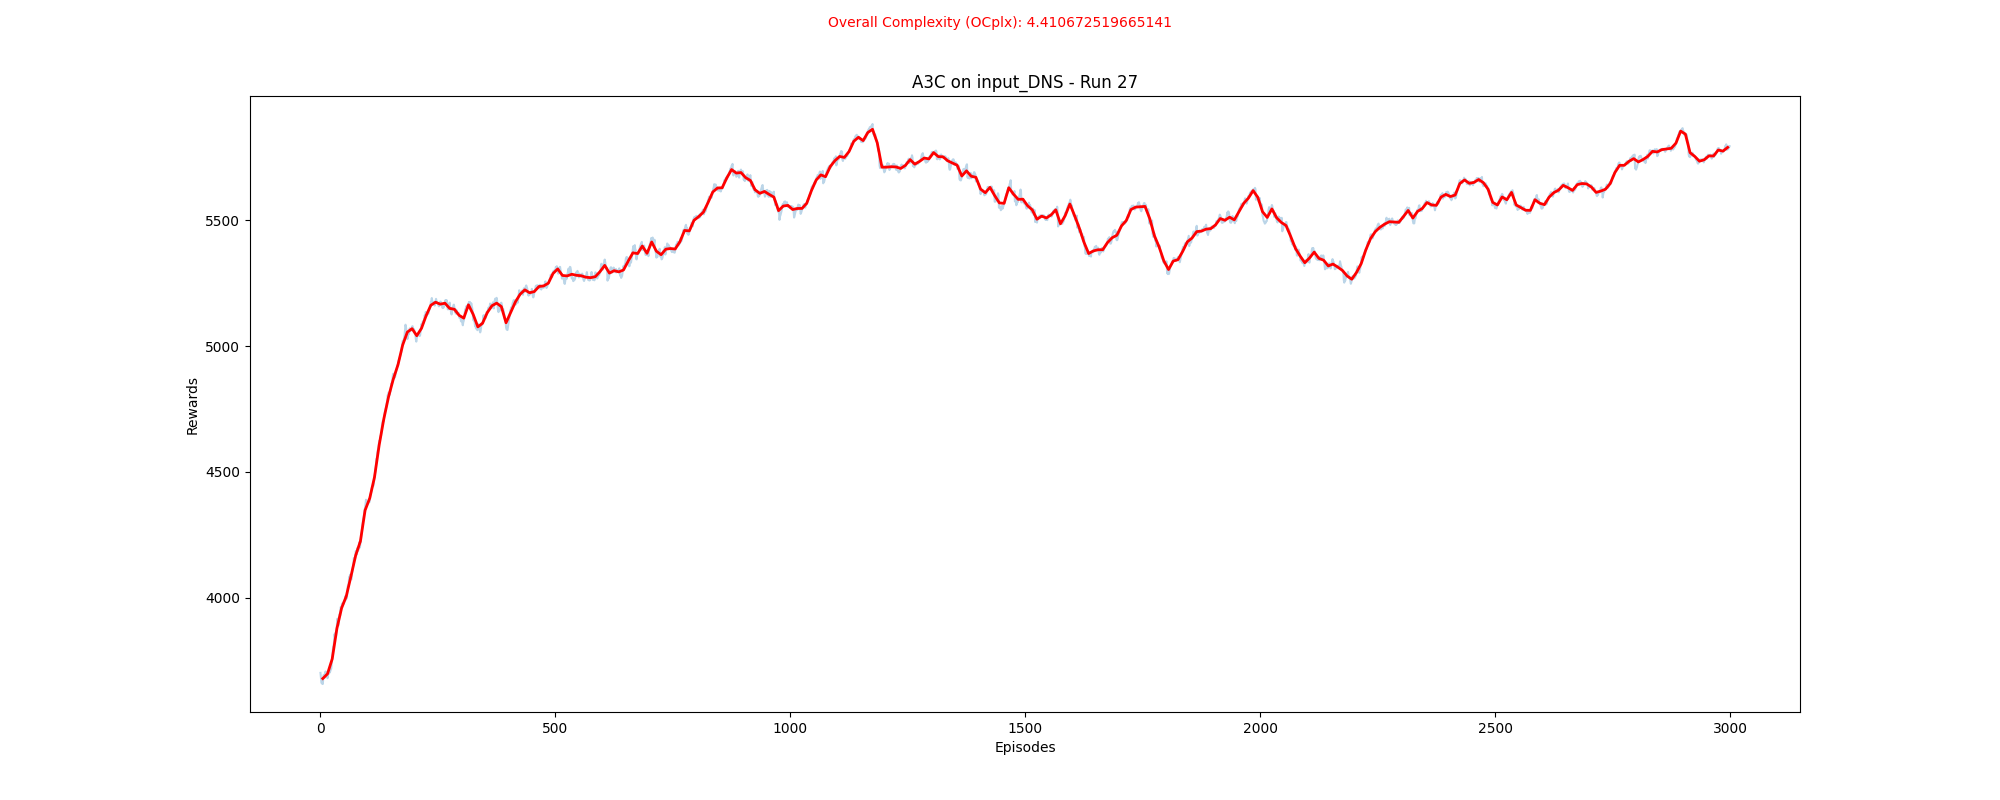 Overall Complexity (OCplx): 4.410672519665141
A3C on input_DNS - Run 27
5500
5000
4500
4000
Rewards
0 500 1000 1500 2000 2500 3000
Episodes